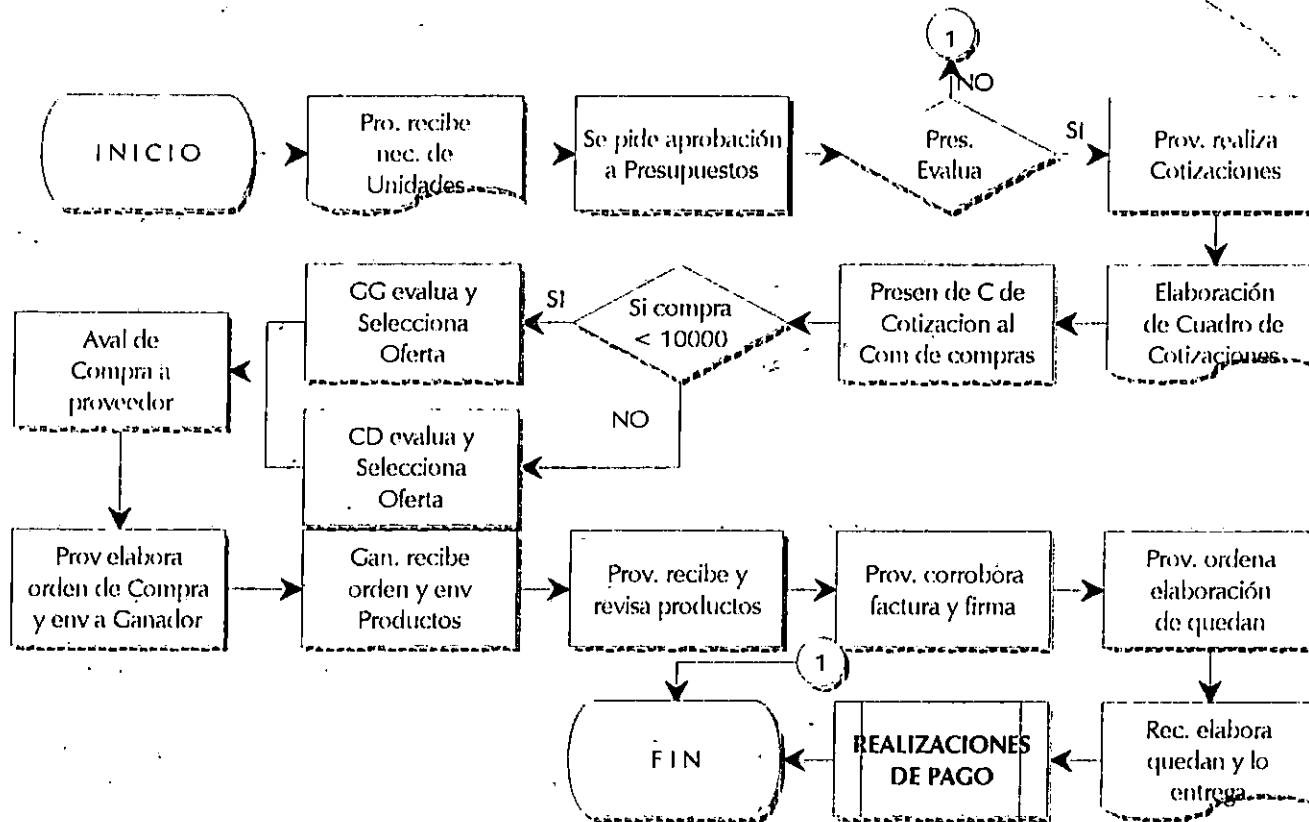 1
NO
INICIO
Pro. recibe
nec. de
Unidades
Se pide aprobación
a Presupuestos
Pres.
Evalua
SI
Prov. realiza
Cotizaciones
Elaboración
de Cuadro de
Cotizaciones
Presen de C de
Cotizacion al
Com de compras
Si compra
< 10000
SI
NO
GG evalua y
Selecciona
Oferta
CD evalua y
Selecciona
Oferta
Aval de
Compra a
proveedor
Prov elabora
orden de Compra
y env a Ganador
Gan. recibe
orden y env
Productos
Prov. recibe y
revisa productos
Prov. corrobóra
factura y firma
Prov. ordena
elaboración
de quedan
Rec. elabora
quedan y lo
entrega
REALIZACIONES
DE PAGO
1
FIN